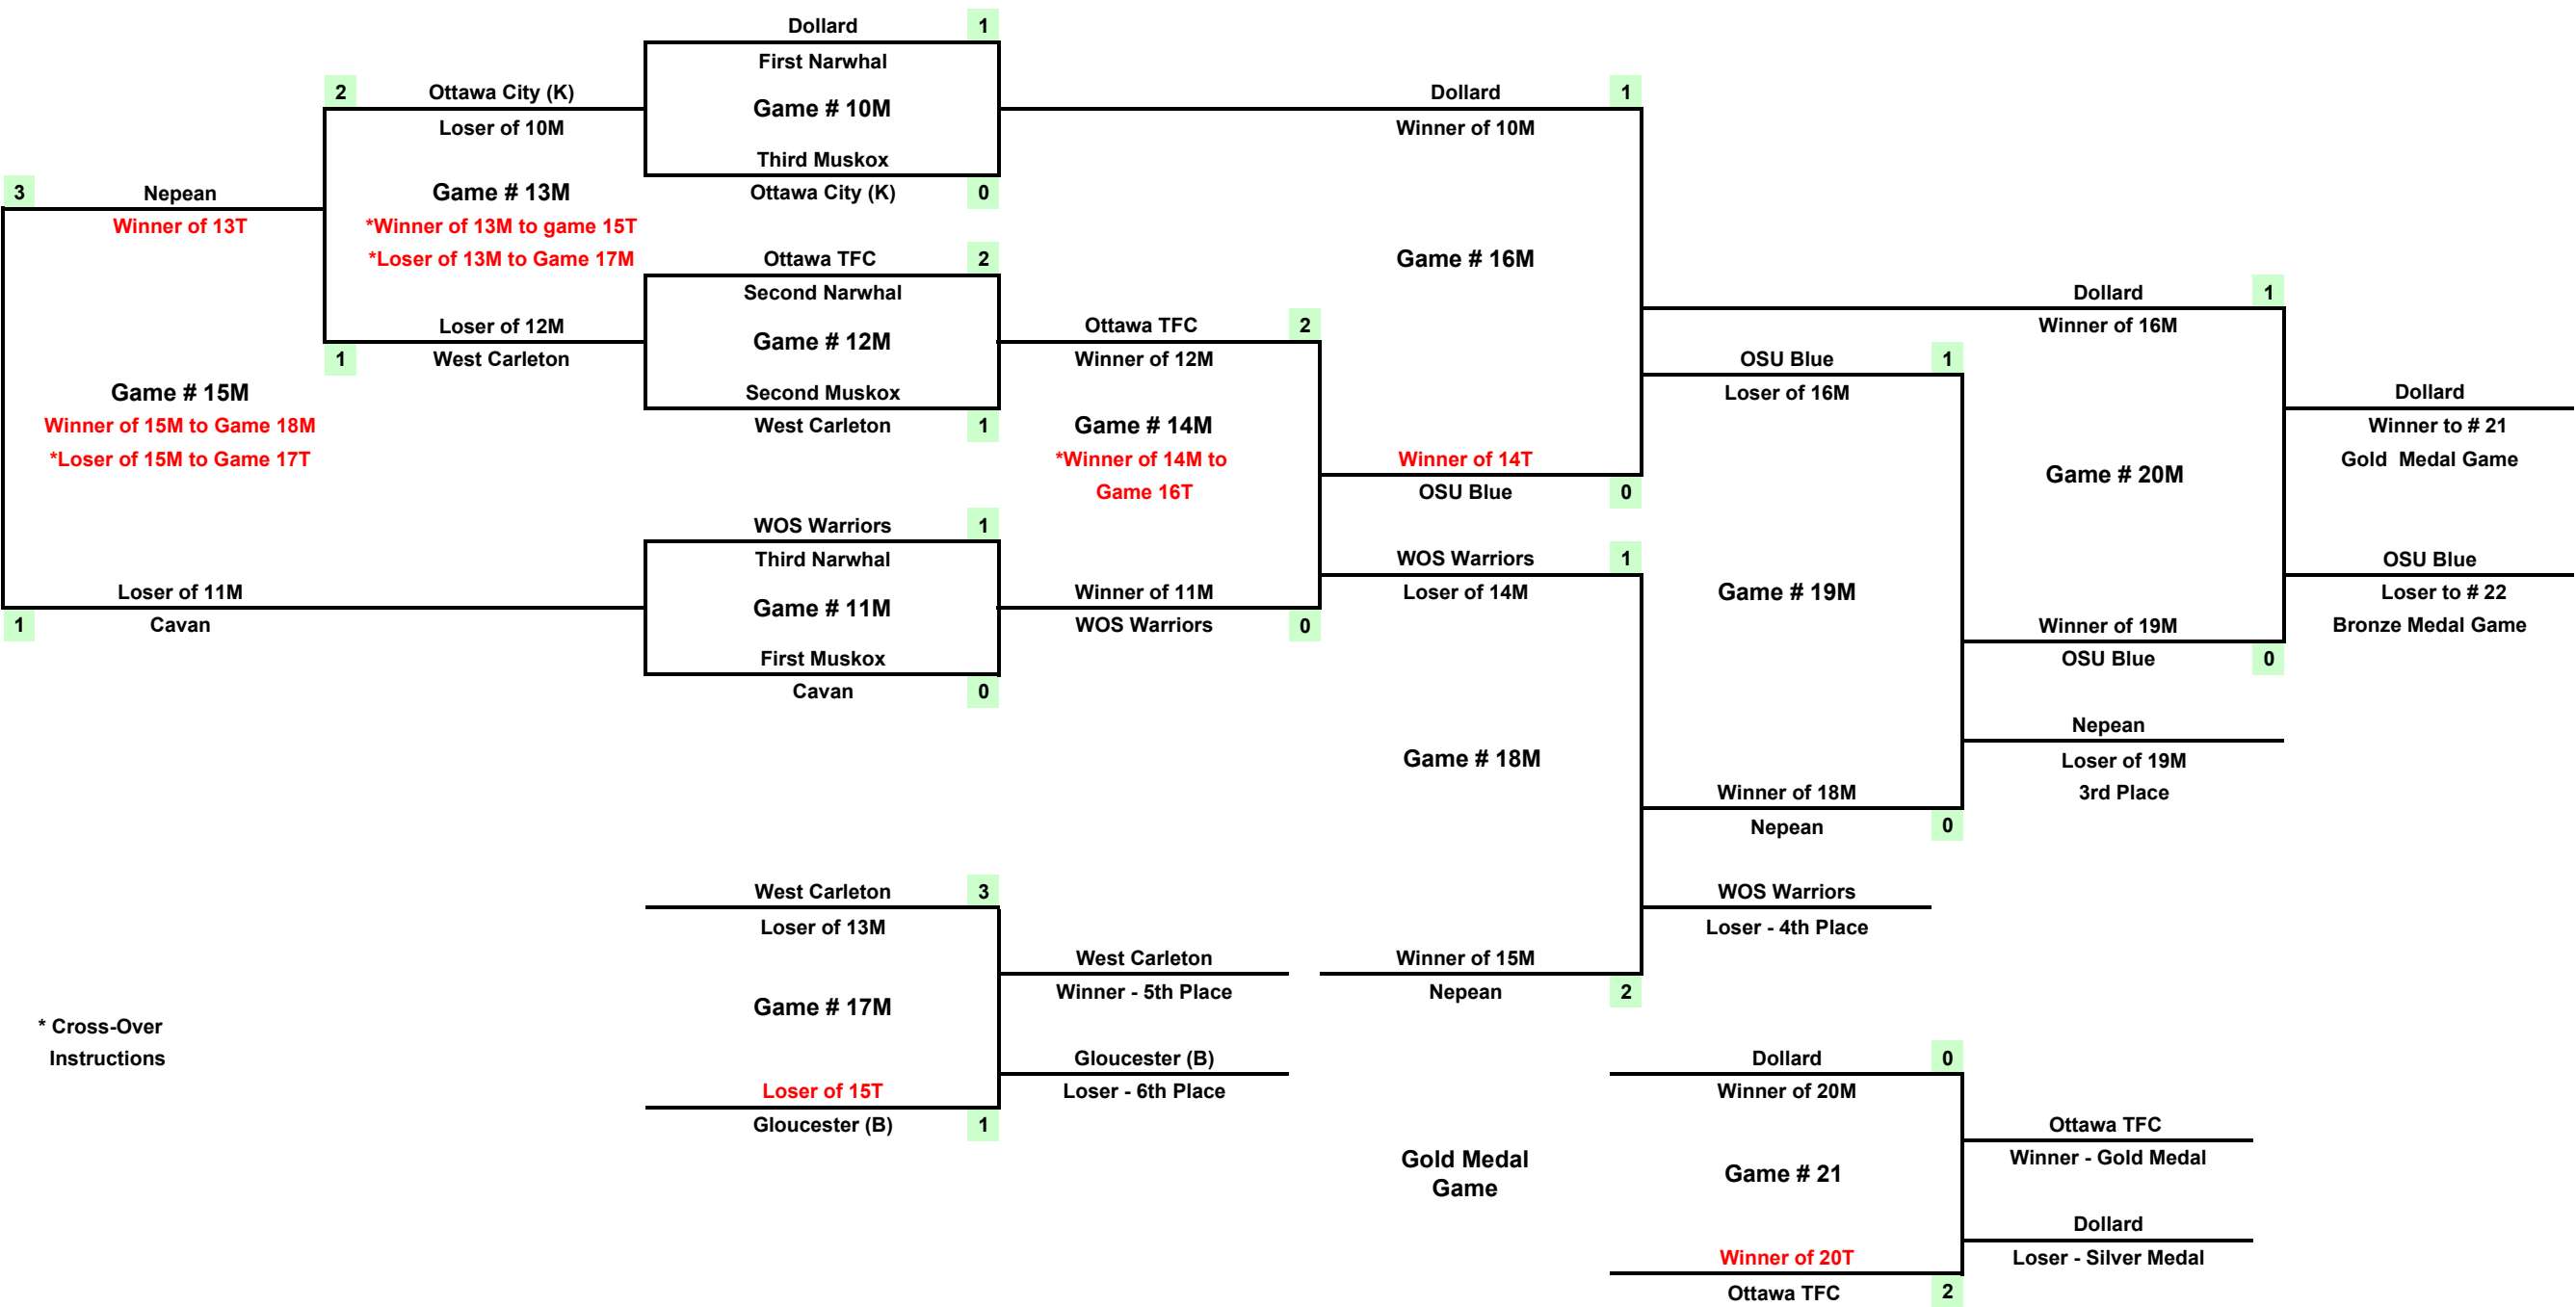 Dollard 1
First Narwhal
Game # 10M
Third Muskox
Ottawa City (K) 0
2 Ottawa City (K)
Loser of 10M
Game # 13M
*Winner of 13M to game 15T
*Loser of 13M to Game 17M
Loser of 12M
1 West Carleton
3 Nepean
Winner of 13T
Game # 15M
Winner of 15M to Game 18M
*Loser of 15M to Game 17T
Loser of 11M
1 Cavan
Ottawa TFC 2
Second Narwhal
Game # 12M
Second Muskox
West Carleton 1
WOS Warriors 1
Third Narwhal
Game # 11M
First Muskox
Cavan 0
Ottawa TFC 2
Winner of 12M
Game # 14M
*Winner of 14M to
Game 16T
Winner of 11M
WOS Warriors 0
Dollard 1
Winner of 10M
Game # 16M
Winner of 14T
OSU Blue 0
WOS Warriors 1
Loser of 14M
Game # 18M
Winner of 15M
Nepean 2
OSU Blue 1
Loser of 16M
Game # 19M
Winner of 18M
Nepean 0
WOS Warriors
Loser - 4th Place
Dollard 1
Winner of 16M
Game # 20M
Winner of 19M
OSU Blue 0
Nepean
Loser of 19M
3rd Place
Dollard
Winner to # 21
Gold Medal Game
OSU Blue
Loser to # 22
Bronze Medal Game
West Carleton 3
Loser of 13M
Game # 17M
Loser of 15T
Gloucester (B) 1
West Carleton
Winner - 5th Place
Gloucester (B)
Loser - 6th Place
* Cross-Over
Instructions
Gold Medal
Game
Dollard 0
Winner of 20M
Game # 21
Winner of 20T
Ottawa TFC 2
Ottawa TFC
Winner - Gold Medal
Dollard
Loser - Silver Medal